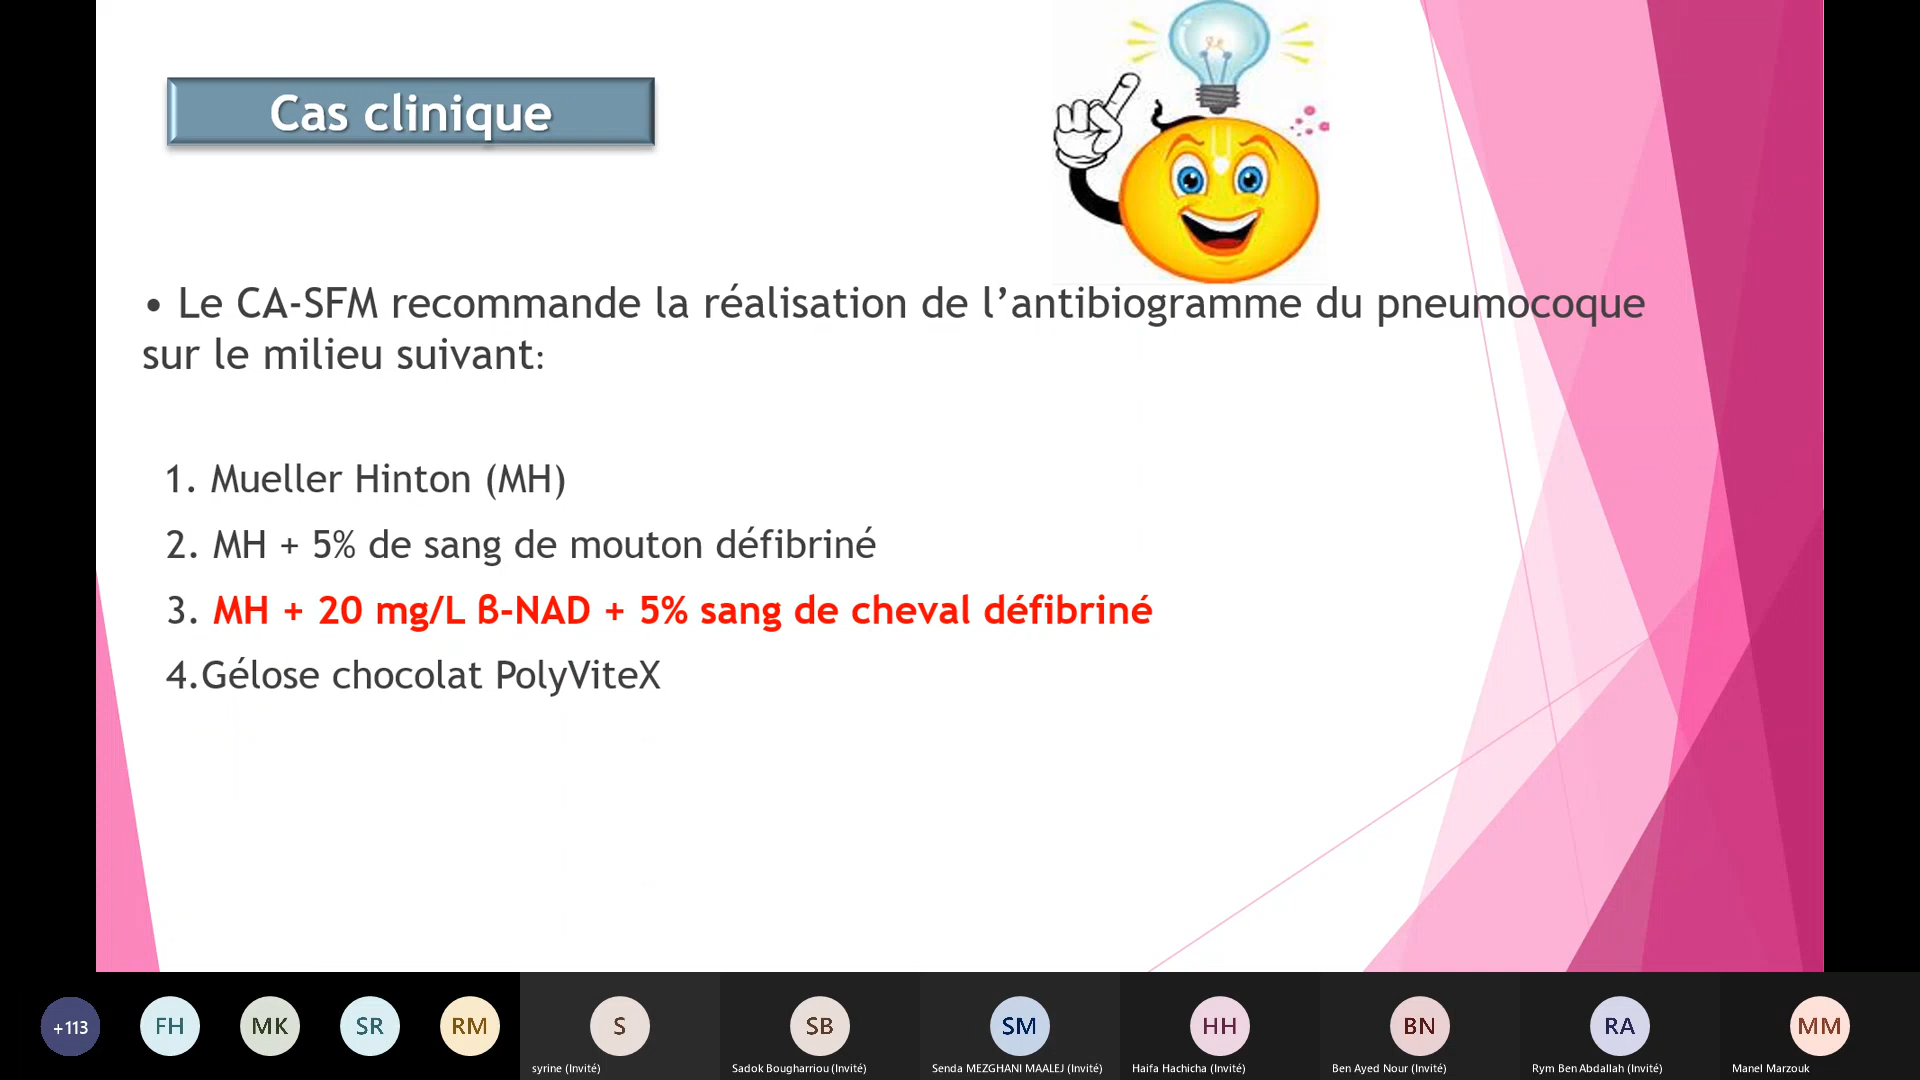 Cas clinique
• Le CA-SFM recommande la réalisation de l’antibiogramme du pneumocoque
sur le milieu suivant:
1. Mueller Hinton (MH)
2. MH + 5% de sang de mouton défibriné
3. MH + 20 mg/L β-NAD + 5% sang de cheval défibriné
4.Gélose chocolat PolyViteX
+113 FH MK SR RM S SB SM HH BN RA MM
syrine (Invité) Sadok Bougharriou (Invité) Senda MEZGHANI MAALEJ (Invité) Haifa Hachicha (Invité) Ben Ayed Nour (Invité) Rym Ben Abdallah (Invité) Manel Marzouk